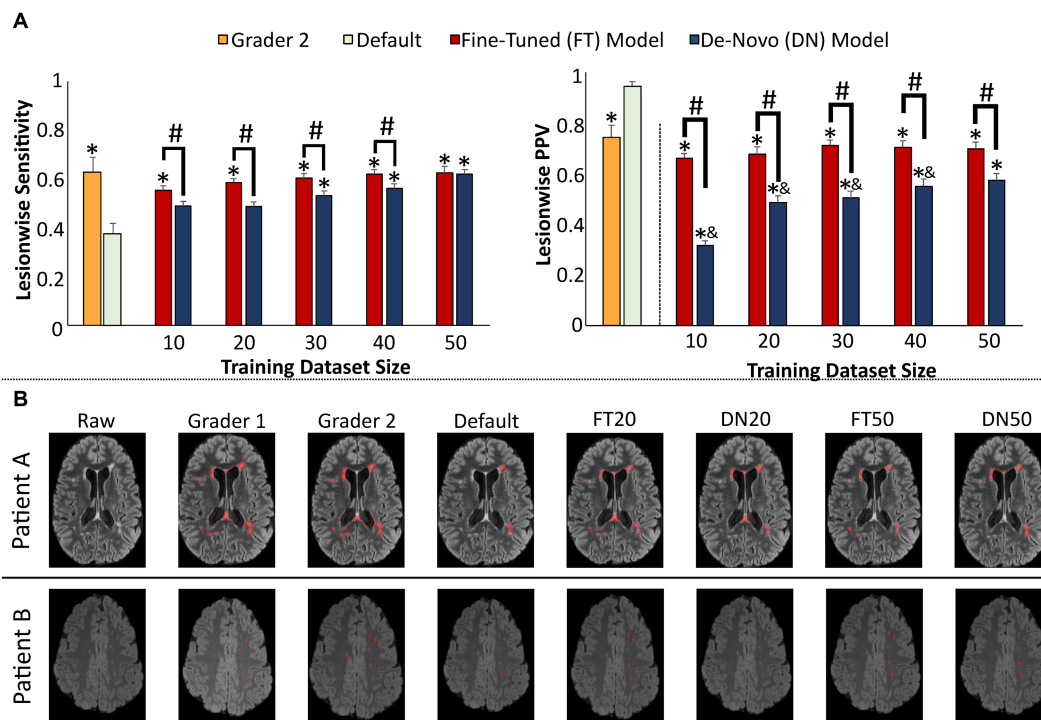 A
Grader 2 Default Fine-Tuned (FT) Model De-Novo (DN) Model
Lesionwise Sensitivity
1
0.8
0.6
0.4
0.2
0
* * # * # * # * * # * * *
10 20 30 40 50
Training Dataset Size
Lesionwise PPV
1
0.8
0.6
0.4
0.2
0
* * # *& * # *& * # *& * # *& * # *
10 20 30 40 50
Training Dataset Size
B
Raw Grader 1 Grader 2 Default FT20 DN20 FT50 DN50
Patient A
Patient B